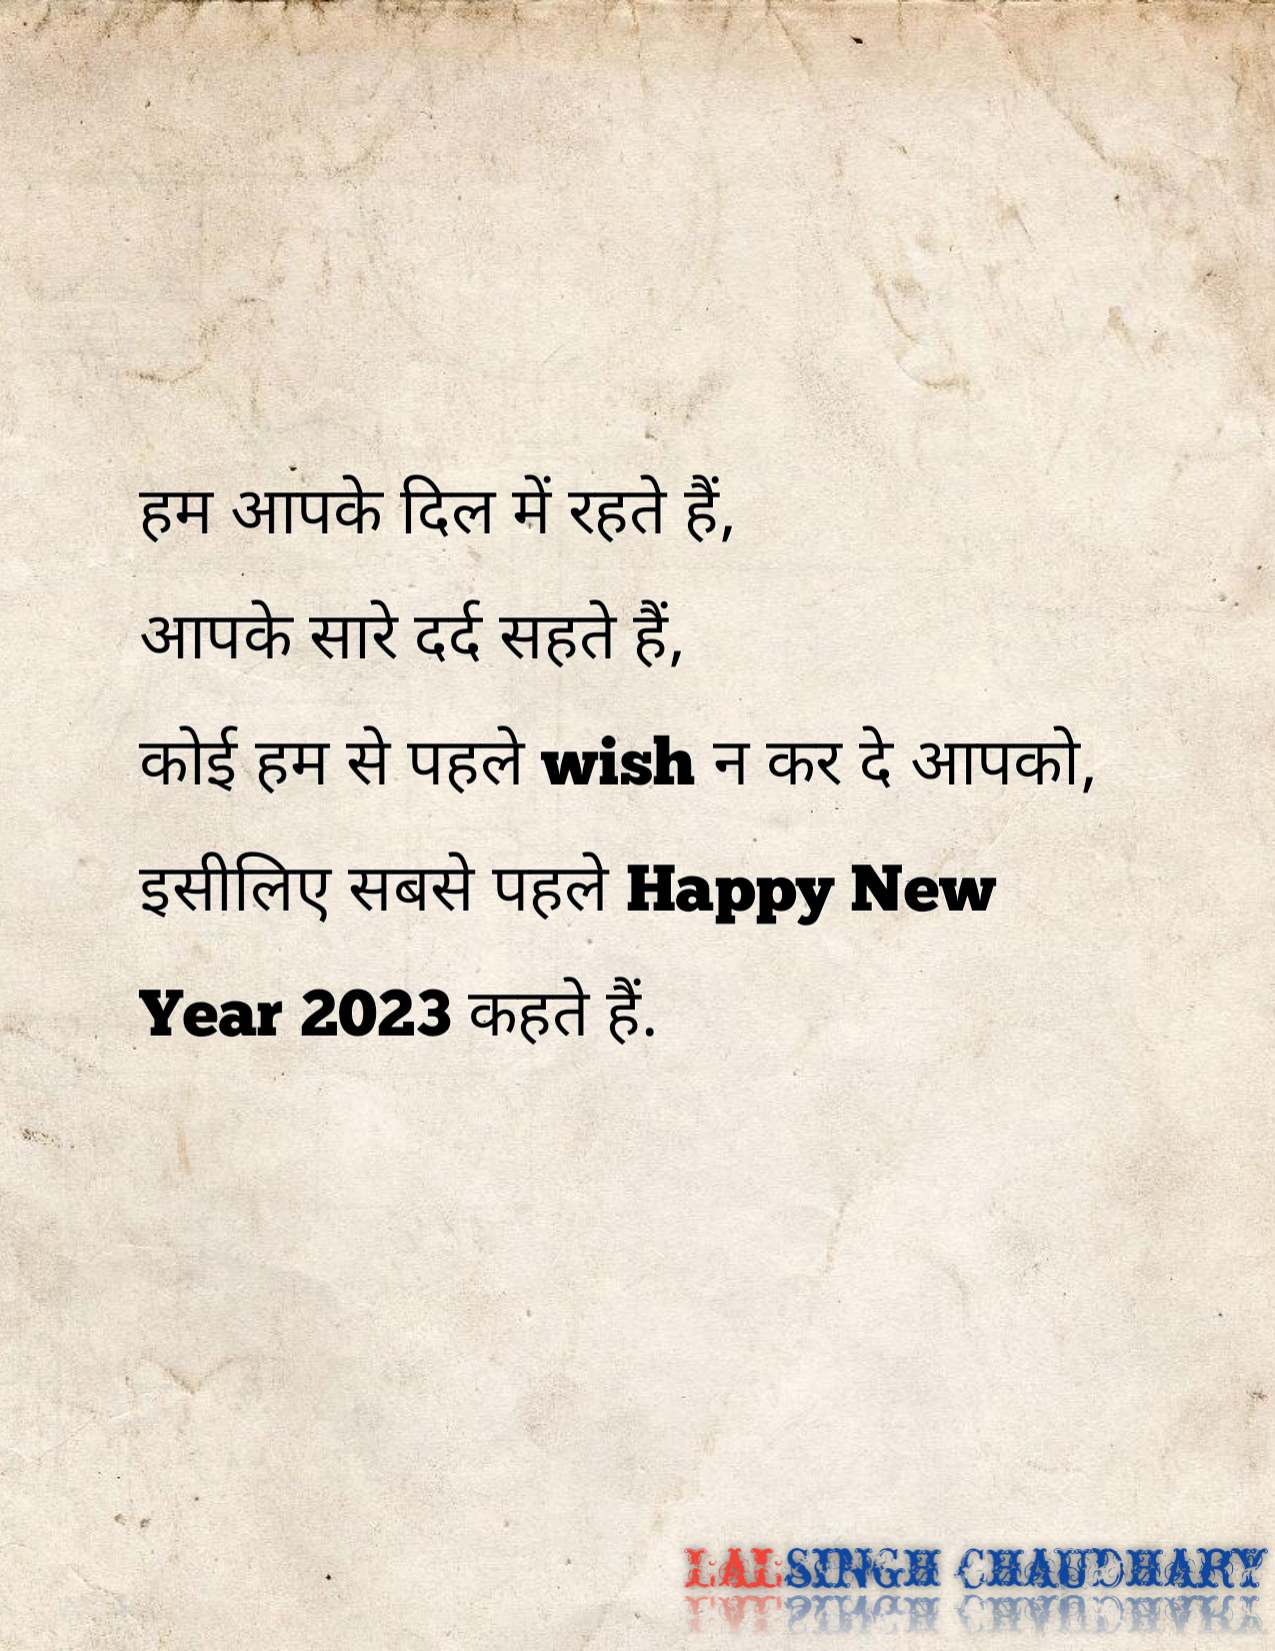 हम आपके दिल में रहते हैं,
आपके सारे दर्द सहते हैं,
कोई हम से पहले wish न कर दे आपको,
इसीलिए सबसे पहले Happy New
Year 2023 कहते हैं.
LALSINGH CHAUDHARY